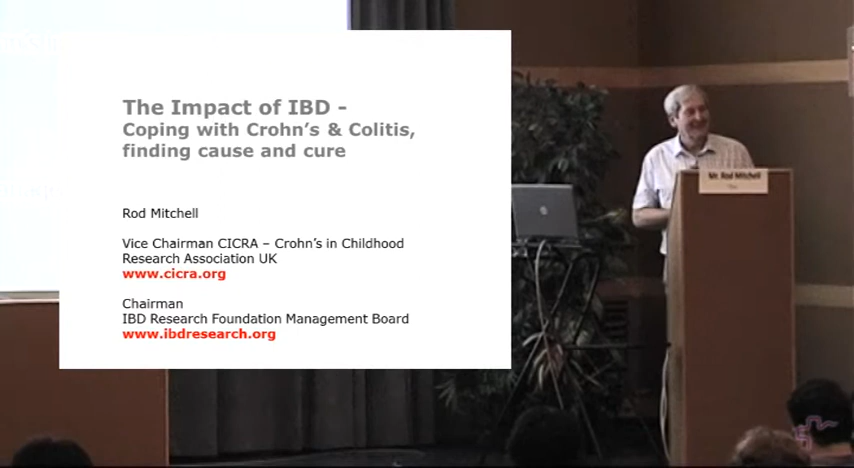 The Impact of IBD -
Coping with Crohn's & Colitis,
finding cause and cure
Rod Mitchell
Vice Chairman CICRA – Crohn's in Childhood
Research Association UK
www.cicra.org
Chairman
IBD Research Foundation Management Board
www.ibdresearch.org
Mr. Rod Mitchell